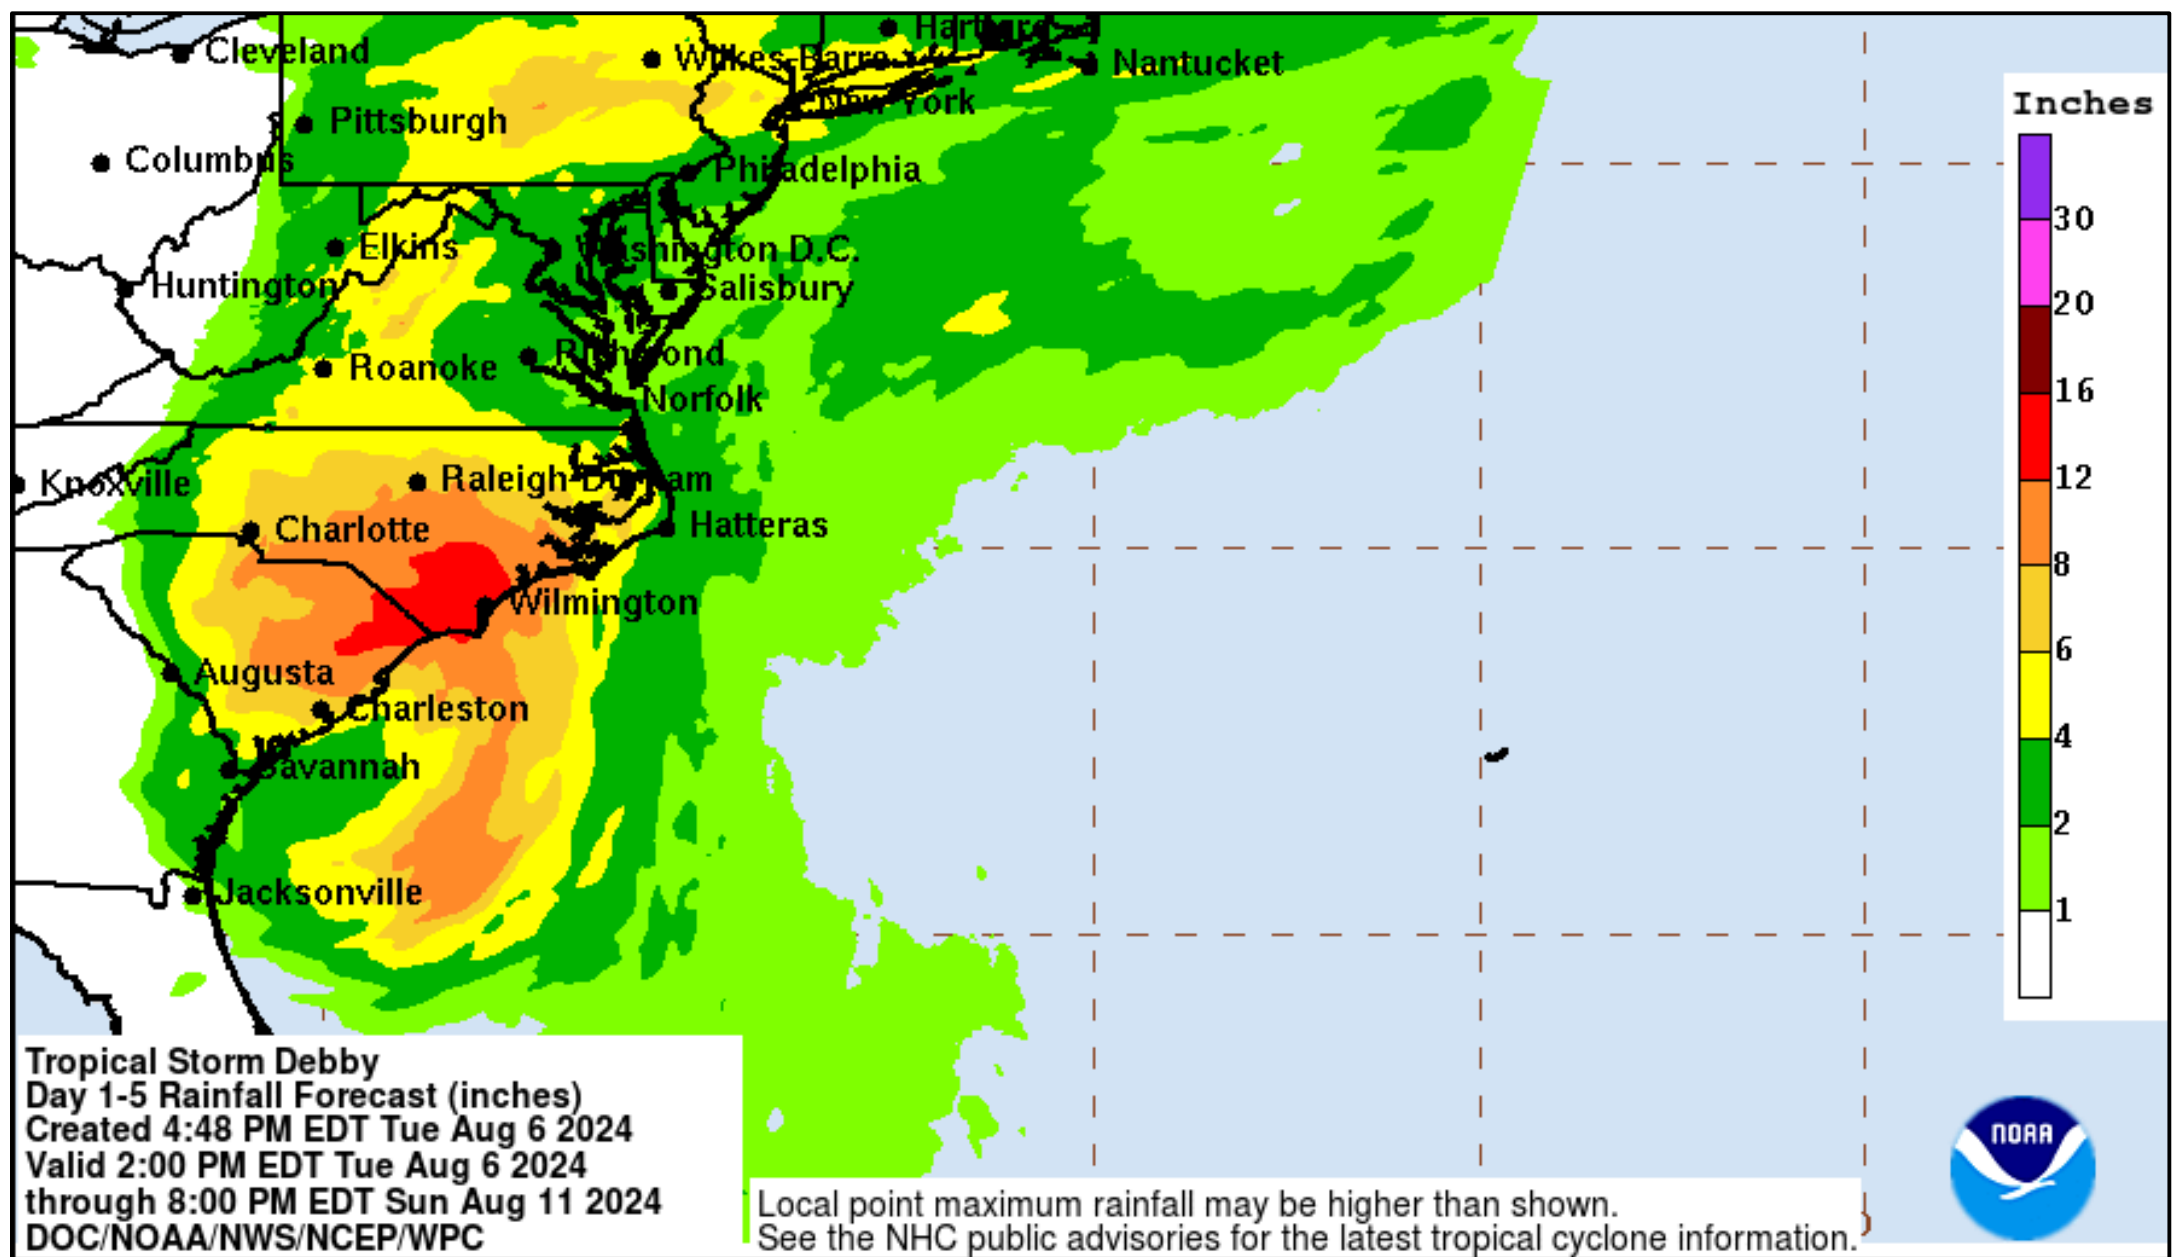 Hartford
Cleveland
Wilkes-Barre
Nantucket
New York
Inches
Pittsburgh
Columbus
Philadelphia
30
Elkins
Washington D.C.
Huntington
Salisbury
20
Richmond
Roanoke
16
Norfolk
Knoxville
Raleigh-Durham
12
Charlotte
Hatteras
8
Wilmington
6
Augusta
Charleston
4
Savannah
2
Jacksonville
1
Tropical Storm Debby
Day 1-5 Rainfall Forecast (inches)
Created 4:48 PM EDT Tue Aug 6 2024
Valid 2:00 PM EDT Tue Aug 6 2024
through 8:00 PM EDT Sun Aug 11 2024
DOC/NOAA/NWS/NCEP/WPC
Local point maximum rainfall may be higher than shown.
See the NHC public advisories for the latest tropical cyclone information.
NOAA